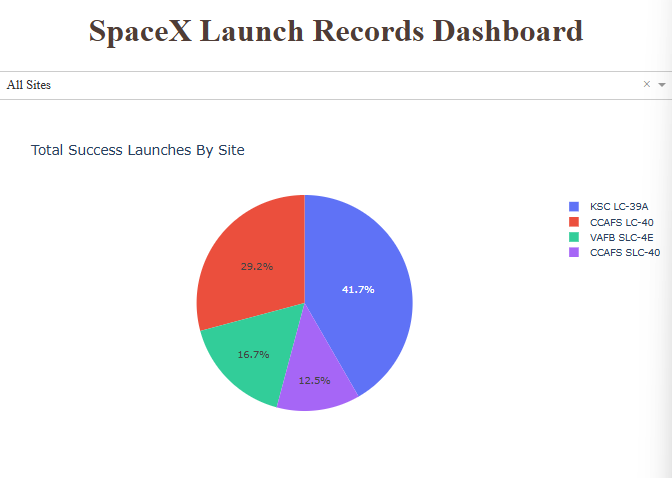 SpaceX Launch Records Dashboard
All Sites
Total Success Launches By Site
KSC LC-39A
CCAFS LC-40
VAFB SLC-4E
CCAFS SLC-40
29.2%
41.7%
16.7%
12.5%